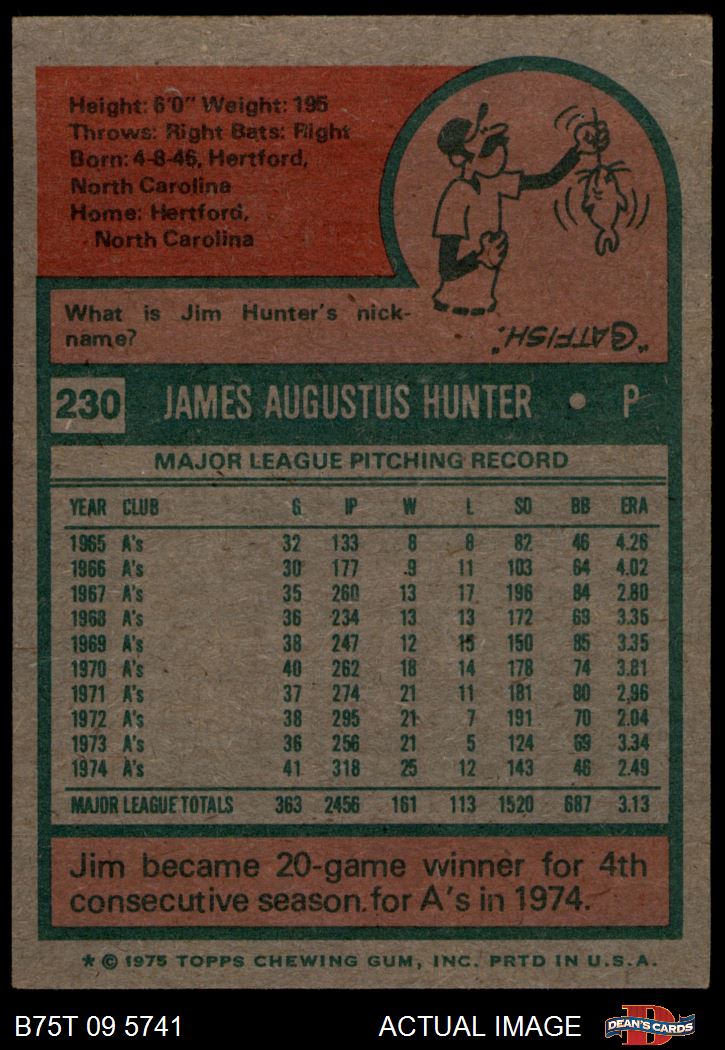 Height: 6'0" Weight: 195
Throws: Right Bats: Right
Born: 4-8-46, Hertford,
North Carolina
Home: Hertford,
North Carolina
What is Jim Hunter's nick-
name?
"CATFISH."
230 JAMES AUGUSTUS HUNTER • P
MAJOR LEAGUE PITCHING RECORD
YEAR CLUB G IP W L SO BB ERA
1965 A's 32 133 8 8 82 46 4.26
1966 A's 30 177 9 11 103 64 4.02
1967 A's 35 260 13 17 196 84 2.80
1968 A's 36 234 13 13 172 69 3.35
1969 A's 38 247 12 15 150 85 3.35
1970 A's 40 262 18 14 178 74 3.81
1971 A's 37 274 21 11 181 80 2.96
1972 A's 38 295 21 7 191 70 2.04
1973 A's 36 256 21 5 124 69 3.34
1974 A's 41 318 25 12 143 46 2.49
MAJOR LEAGUE TOTALS 363 2456 161 113 1520 687 3.13
Jim became 20-game winner for 4th
consecutive season for A's in 1974.
* © 1975 TOPPS CHEWING GUM, INC. PRTD IN U.S.A.
B75T 09 5741 ACTUAL IMAGE DEAN'S CARDS